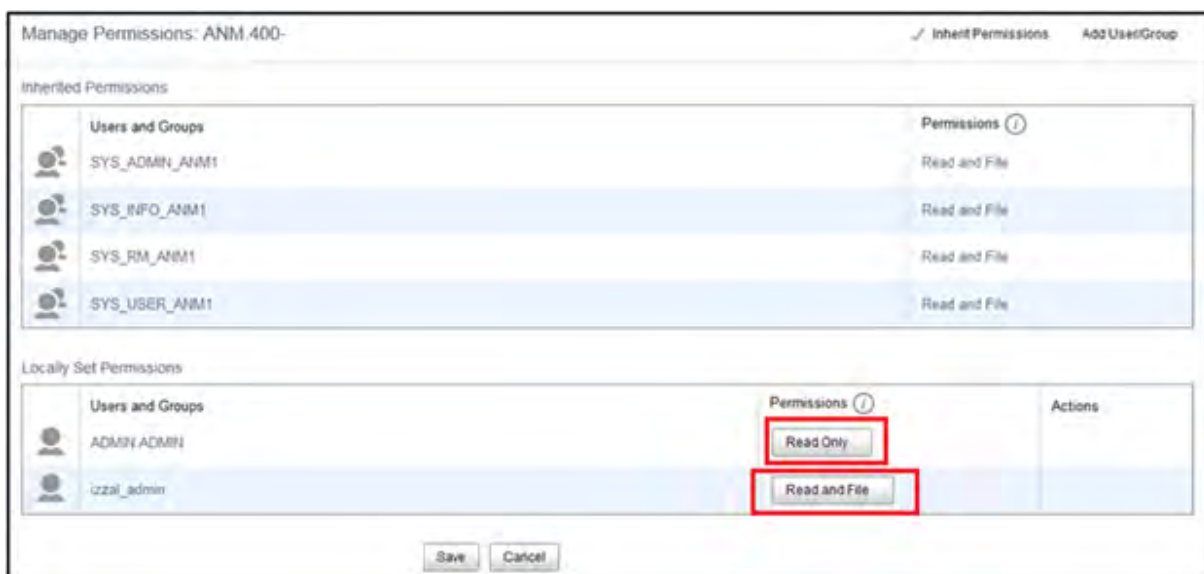 Manage Permissions: ANM.400-
Inherit Permissions Add User/Group
Inherited Permissions
Users and Groups Permissions i
SYS_ADMIN_ANM1 Read and File
SYS_INFO_ANM1 Read and File
SYS_RM_ANM1 Read and File
SYS_USER_ANM1 Read and File
Locally Set Permissions
Users and Groups Permissions i Actions
ADMIN ADMIN Read Only
izzal_admin Read and File
Save Cancel